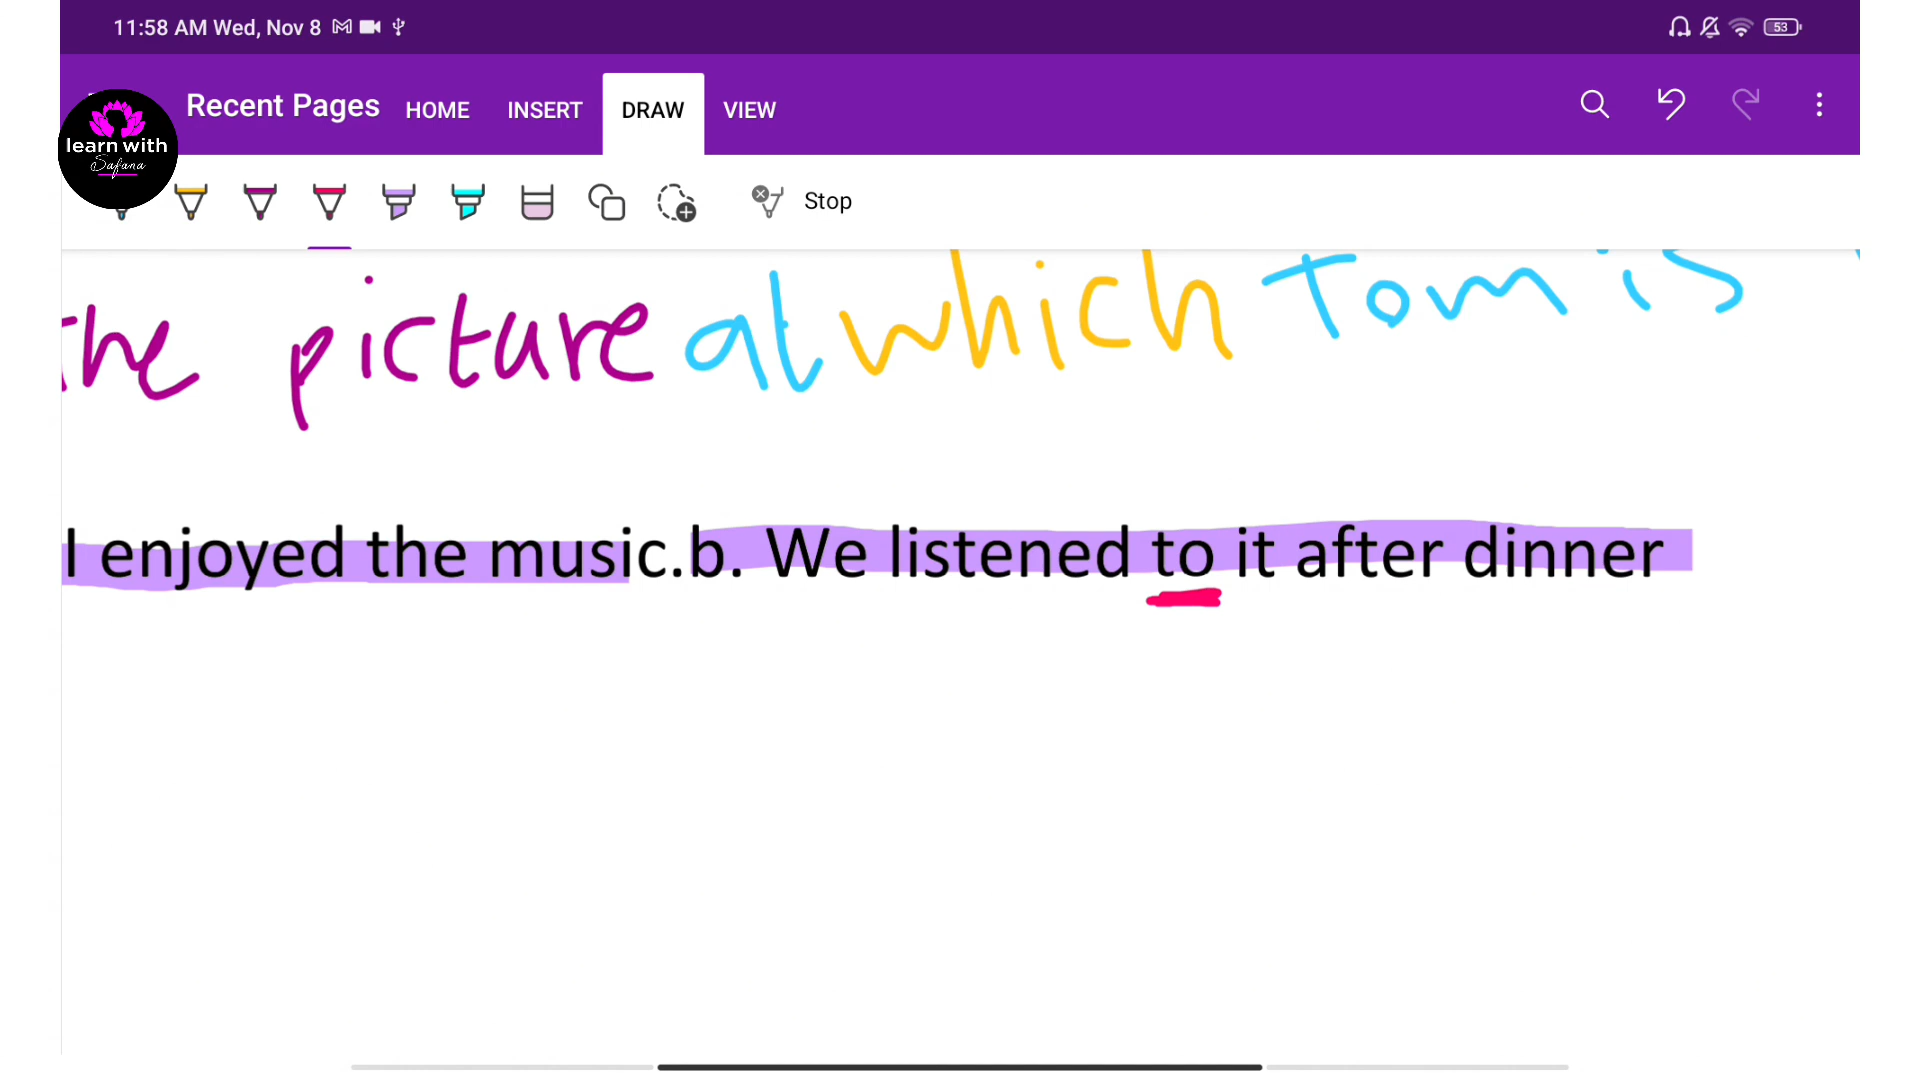 11:58 AM Wed, Nov 8
53
Recent Pages HOME INSERT DRAW VIEW
learn with
Safana
Stop
the picture at which Tom is
I enjoyed the music.b. We listened to it after dinner